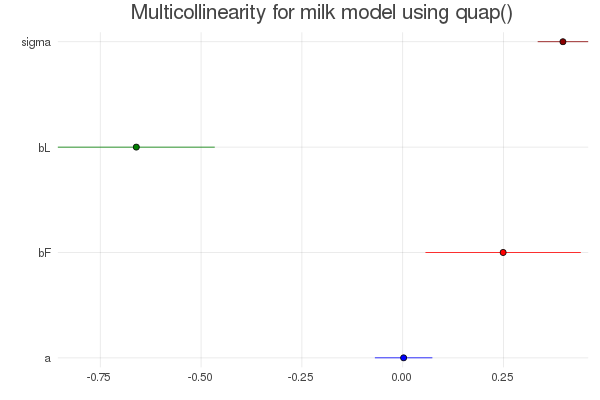 Multicollinearity for milk model using quap()
sigma
bL
bF
a
-0.75 -0.50 -0.25 0.00 0.25